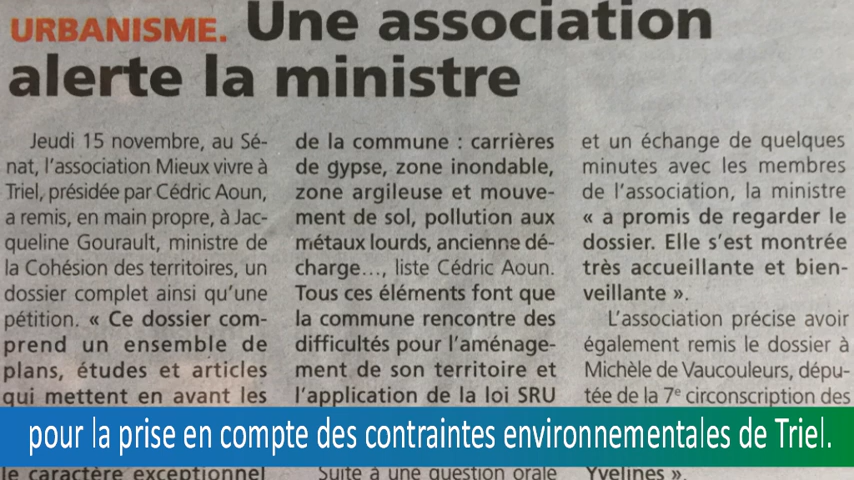 URBANISME. Une association
alerte la ministre
Jeudi 15 novembre, au Sé-
nat, l'association Mieux vivre à
Triel, présidée par Cédric Aoun,
a remis, en main propre, à Jac-
queline Gourault, ministre de
la Cohésion des territoires, un
dossier complet ainsi qu'une
pétition. « Ce dossier com-
prend un ensemble de
plans, études et articles
qui mettent en avant les
le caractère exceptionnel
de la commune : carrières
de gypse, zone inondable,
zone argileuse et mouve-
ment de sol, pollution aux
métaux lourds, ancienne dé-
charge..., liste Cédric Aoun.
Tous ces éléments font que
la commune rencontre des
difficultés pour l'aménage-
ment de son territoire et
l'application de la loi SRU
Suite à une question orale
et un échange de quelques
minutes avec les membres
de l'association, la ministre
« a promis de regarder le
dossier. Elle s'est montrée
très accueillante et bien-
veillante ».
L'association précise avoir
également remis le dossier à
Michèle de Vaucouleurs, dépu-
tée de la 7e circonscription des
Yvelines ».
pour la prise en compte des contraintes environnementales de Triel.